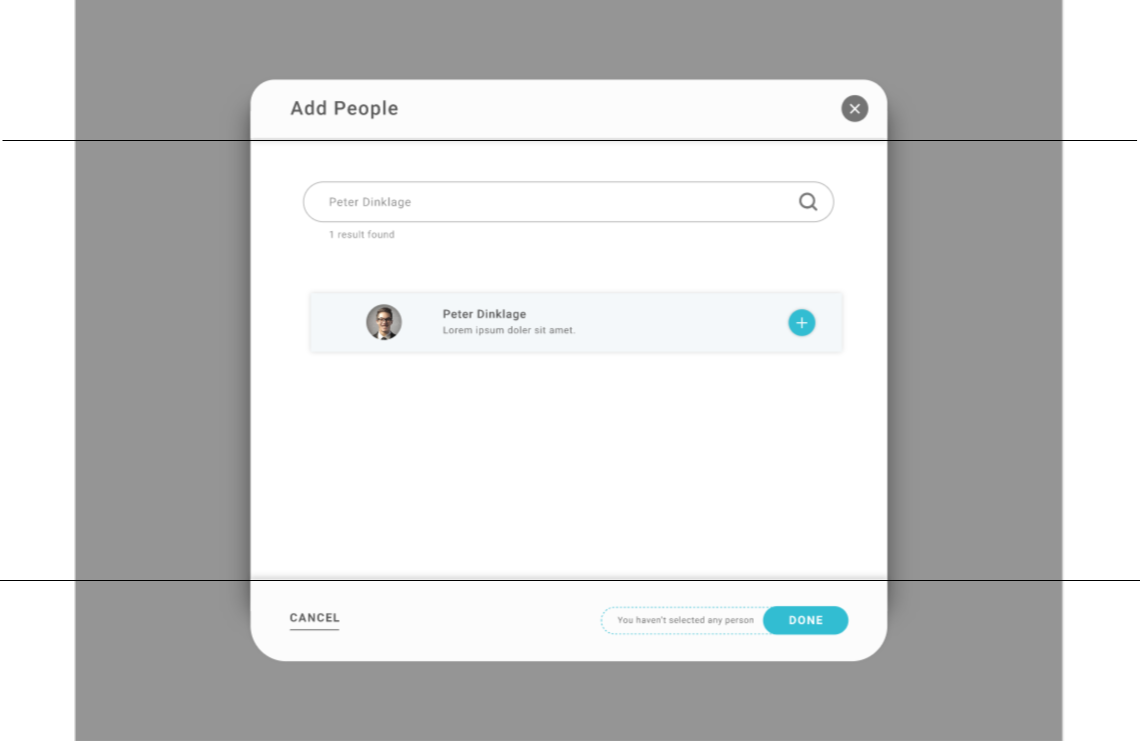 Add People
Peter Dinklage
1 result found
Peter Dinklage
Lorem ipsum doler sit amet.
CANCEL
You haven't selected any person
DONE